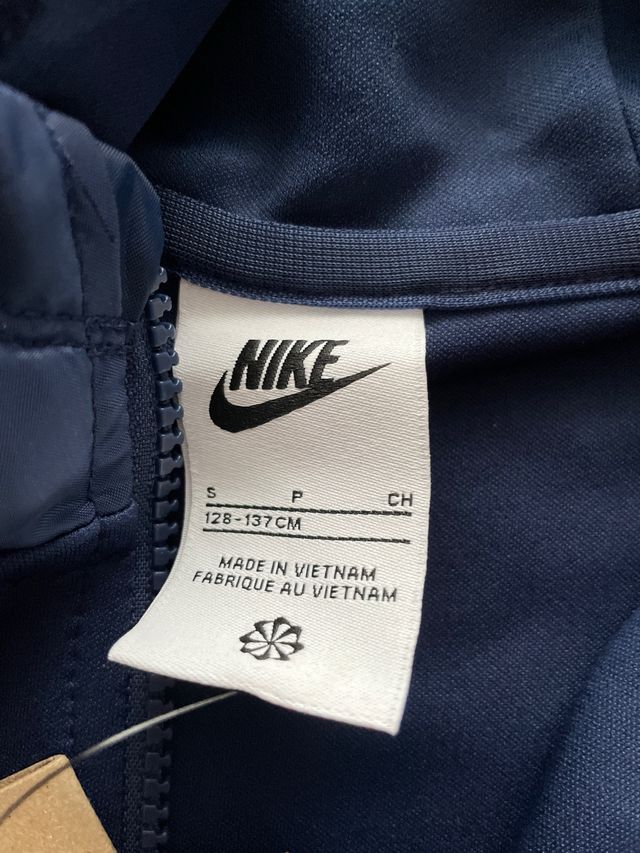 NIKE
S P CH
128-137CM
MADE IN VIETNAM
FABRIQUE AU VIETNAM